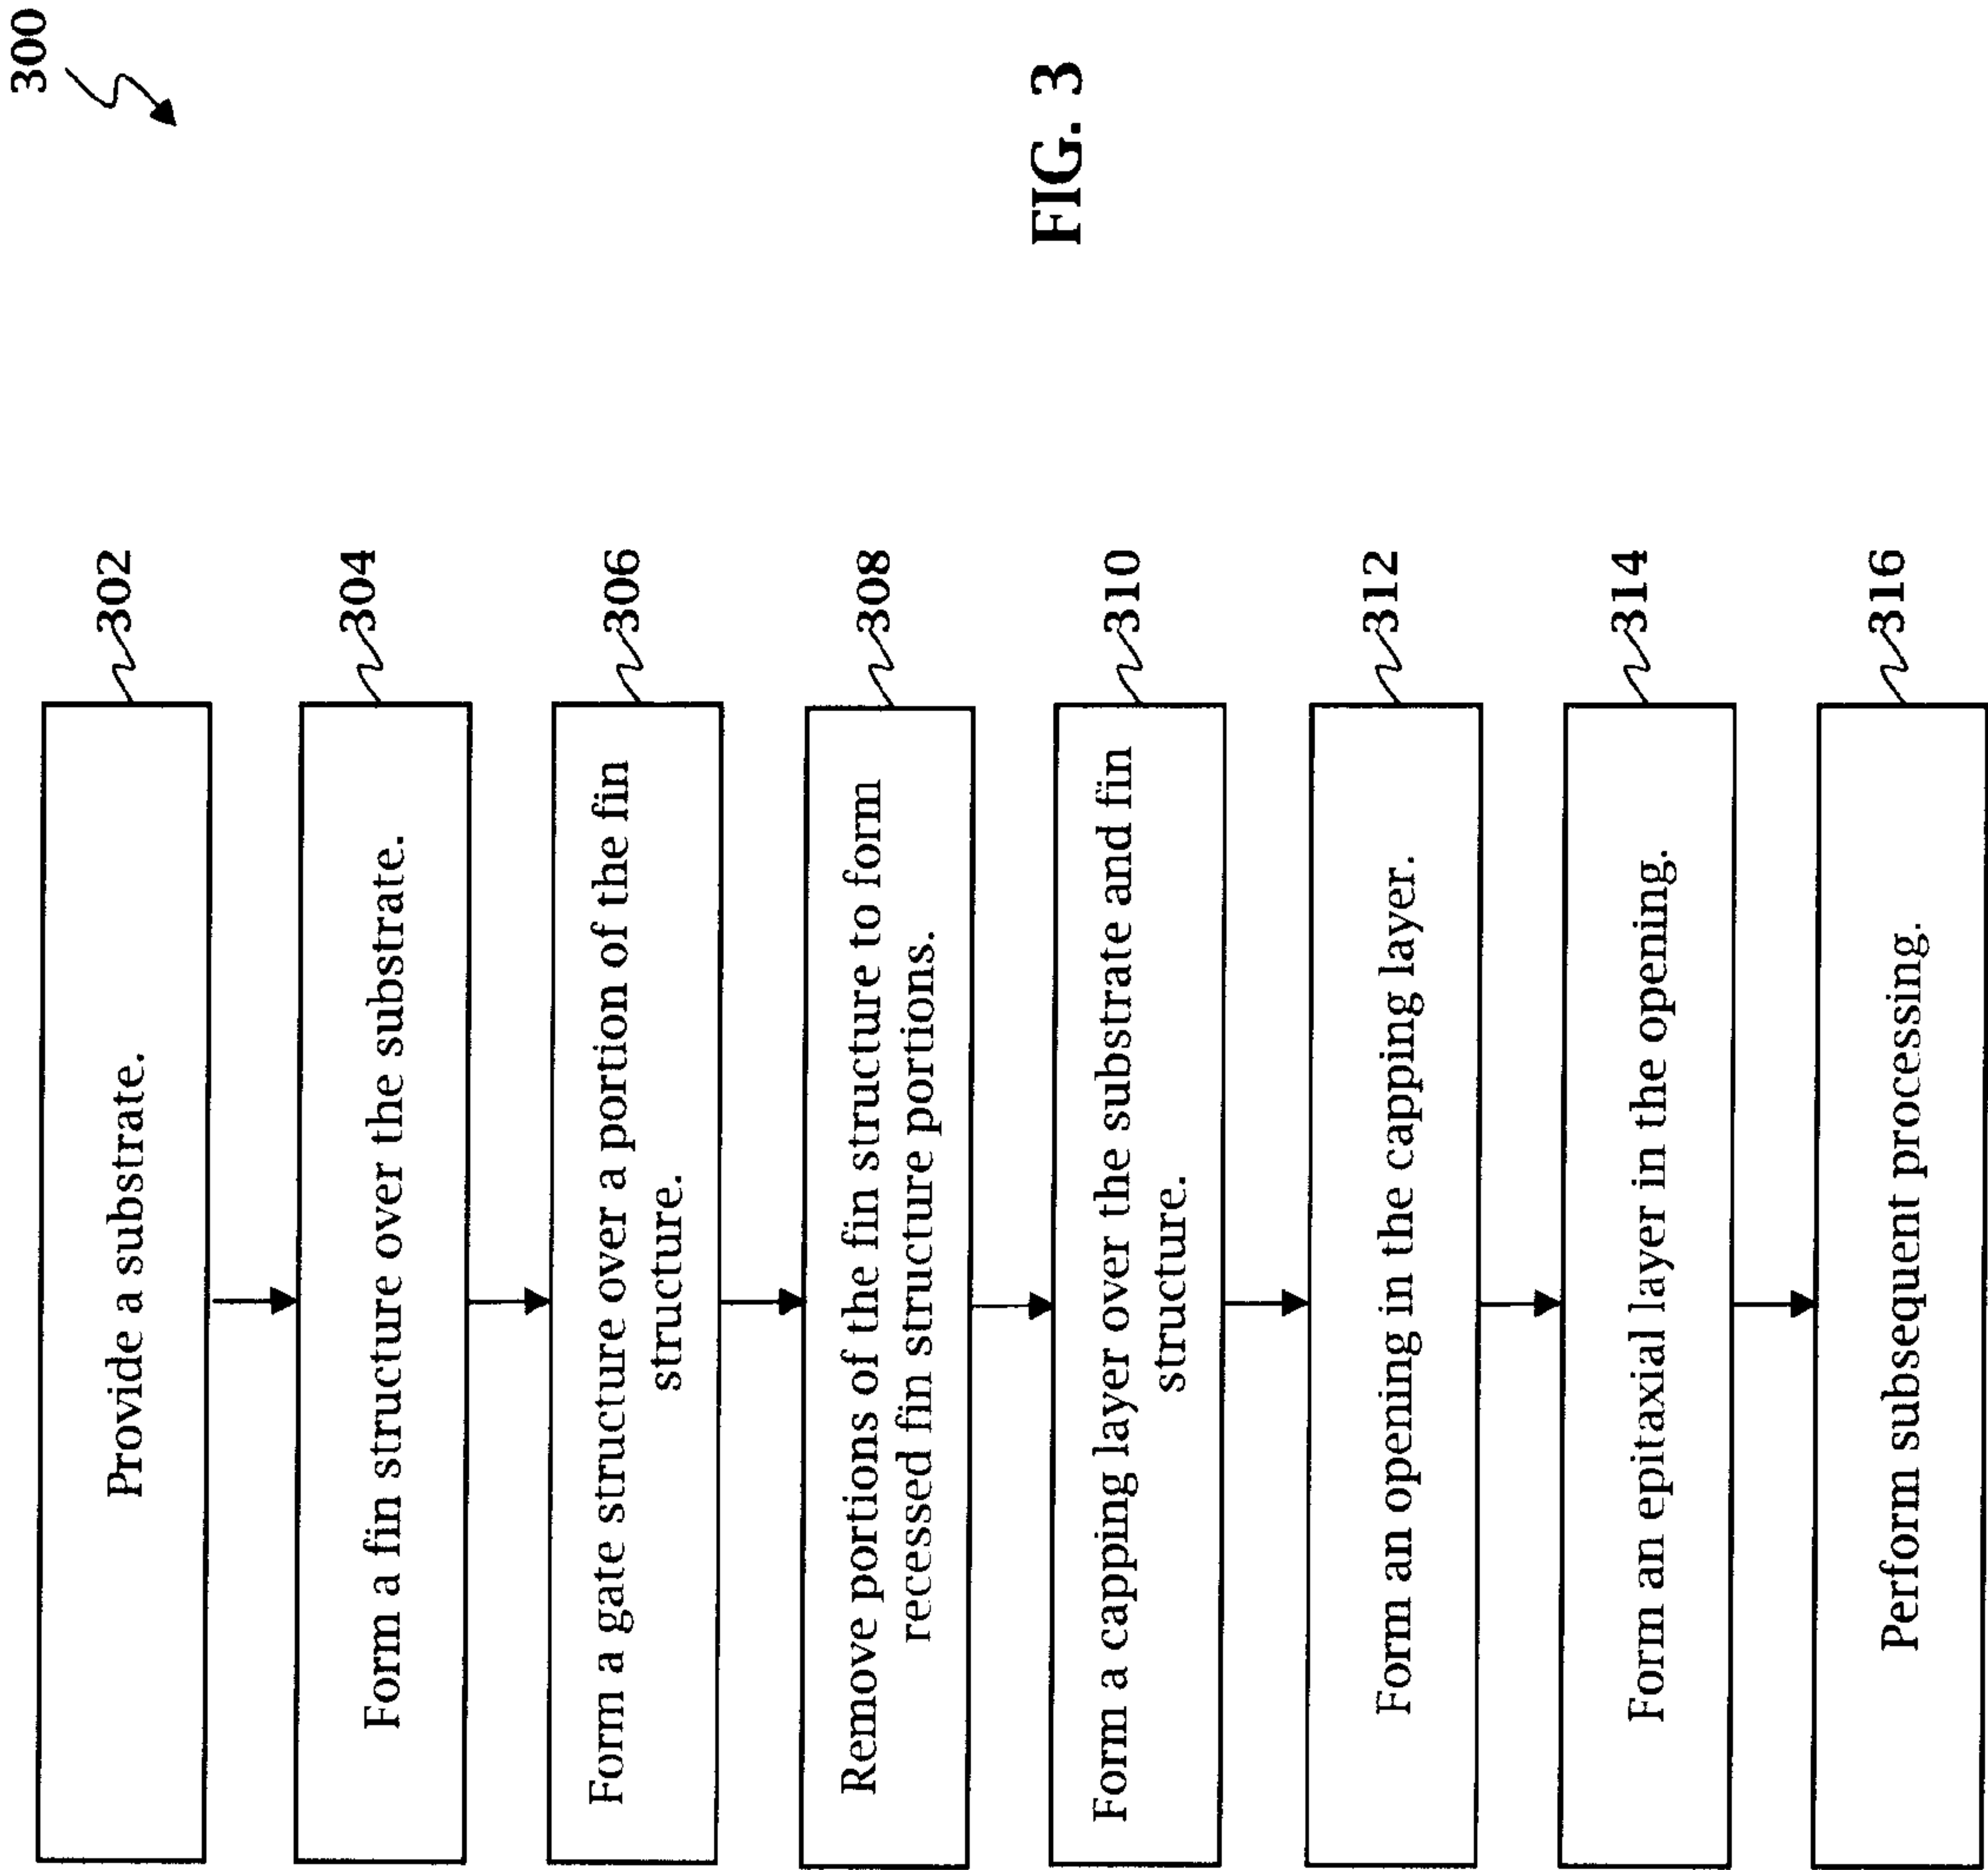 300
Provide a substrate.
302
Form a fin structure over the substrate.
304
Form a gate structure over a portion of the fin
structure.
306
Remove portions of the fin structure to form
recessed fin structure portions.
308
Form a capping layer over the substrate and fin
structure.
310
Form an opening in the capping layer.
312
Form an epitaxial layer in the opening.
314
Perform subsequent processing.
316
FIG. 3